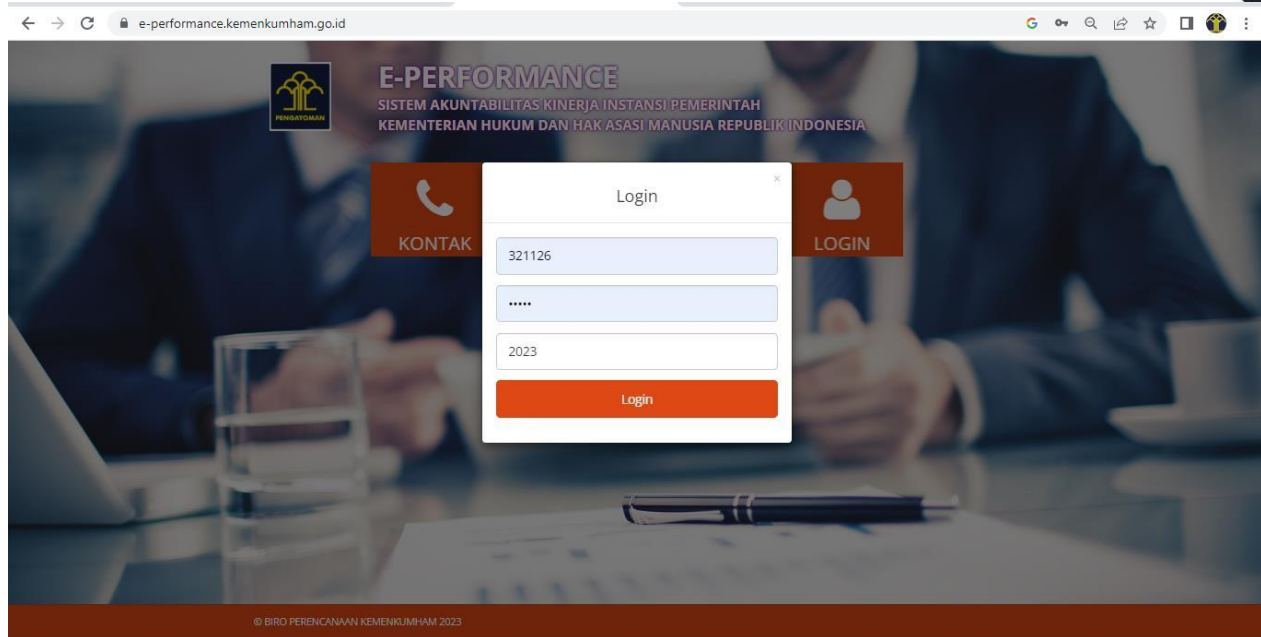 e-performance.kemenkumham.go.id
PENGAYOMAN
E-PERFORMANCE
SISTEM AKUNTABILITAS KINERJA INSTANSI PEMERINTAH
KEMENTERIAN HUKUM DAN HAK ASASI MANUSIA REPUBLIK INDONESIA
KONTAK
LOGIN
×
Login
321126
•••••
2023
Login
© BIRO PERENCANAAN KEMENKUMHAM 2023